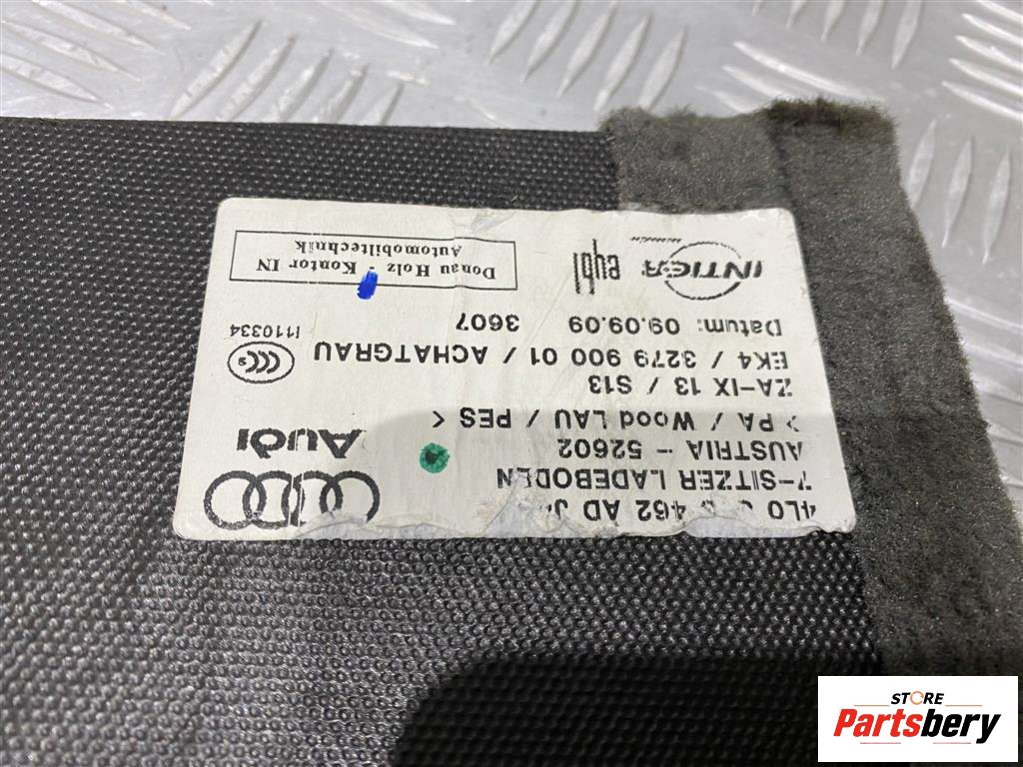 4L0 462 AD
7-SITZER LADEBODEN
AUSTRIA - 52602
> PA / Wood LAU / PES <
ZA-IX 13 / S13
EK4 / 3279 900 01 / ACHATGRAU
Datum: 09.09.09 3607
Audi
I110334
INTIER
eybl
Donau Holz - Kontor IN
Automobiltechnik
STORE
Partsbery